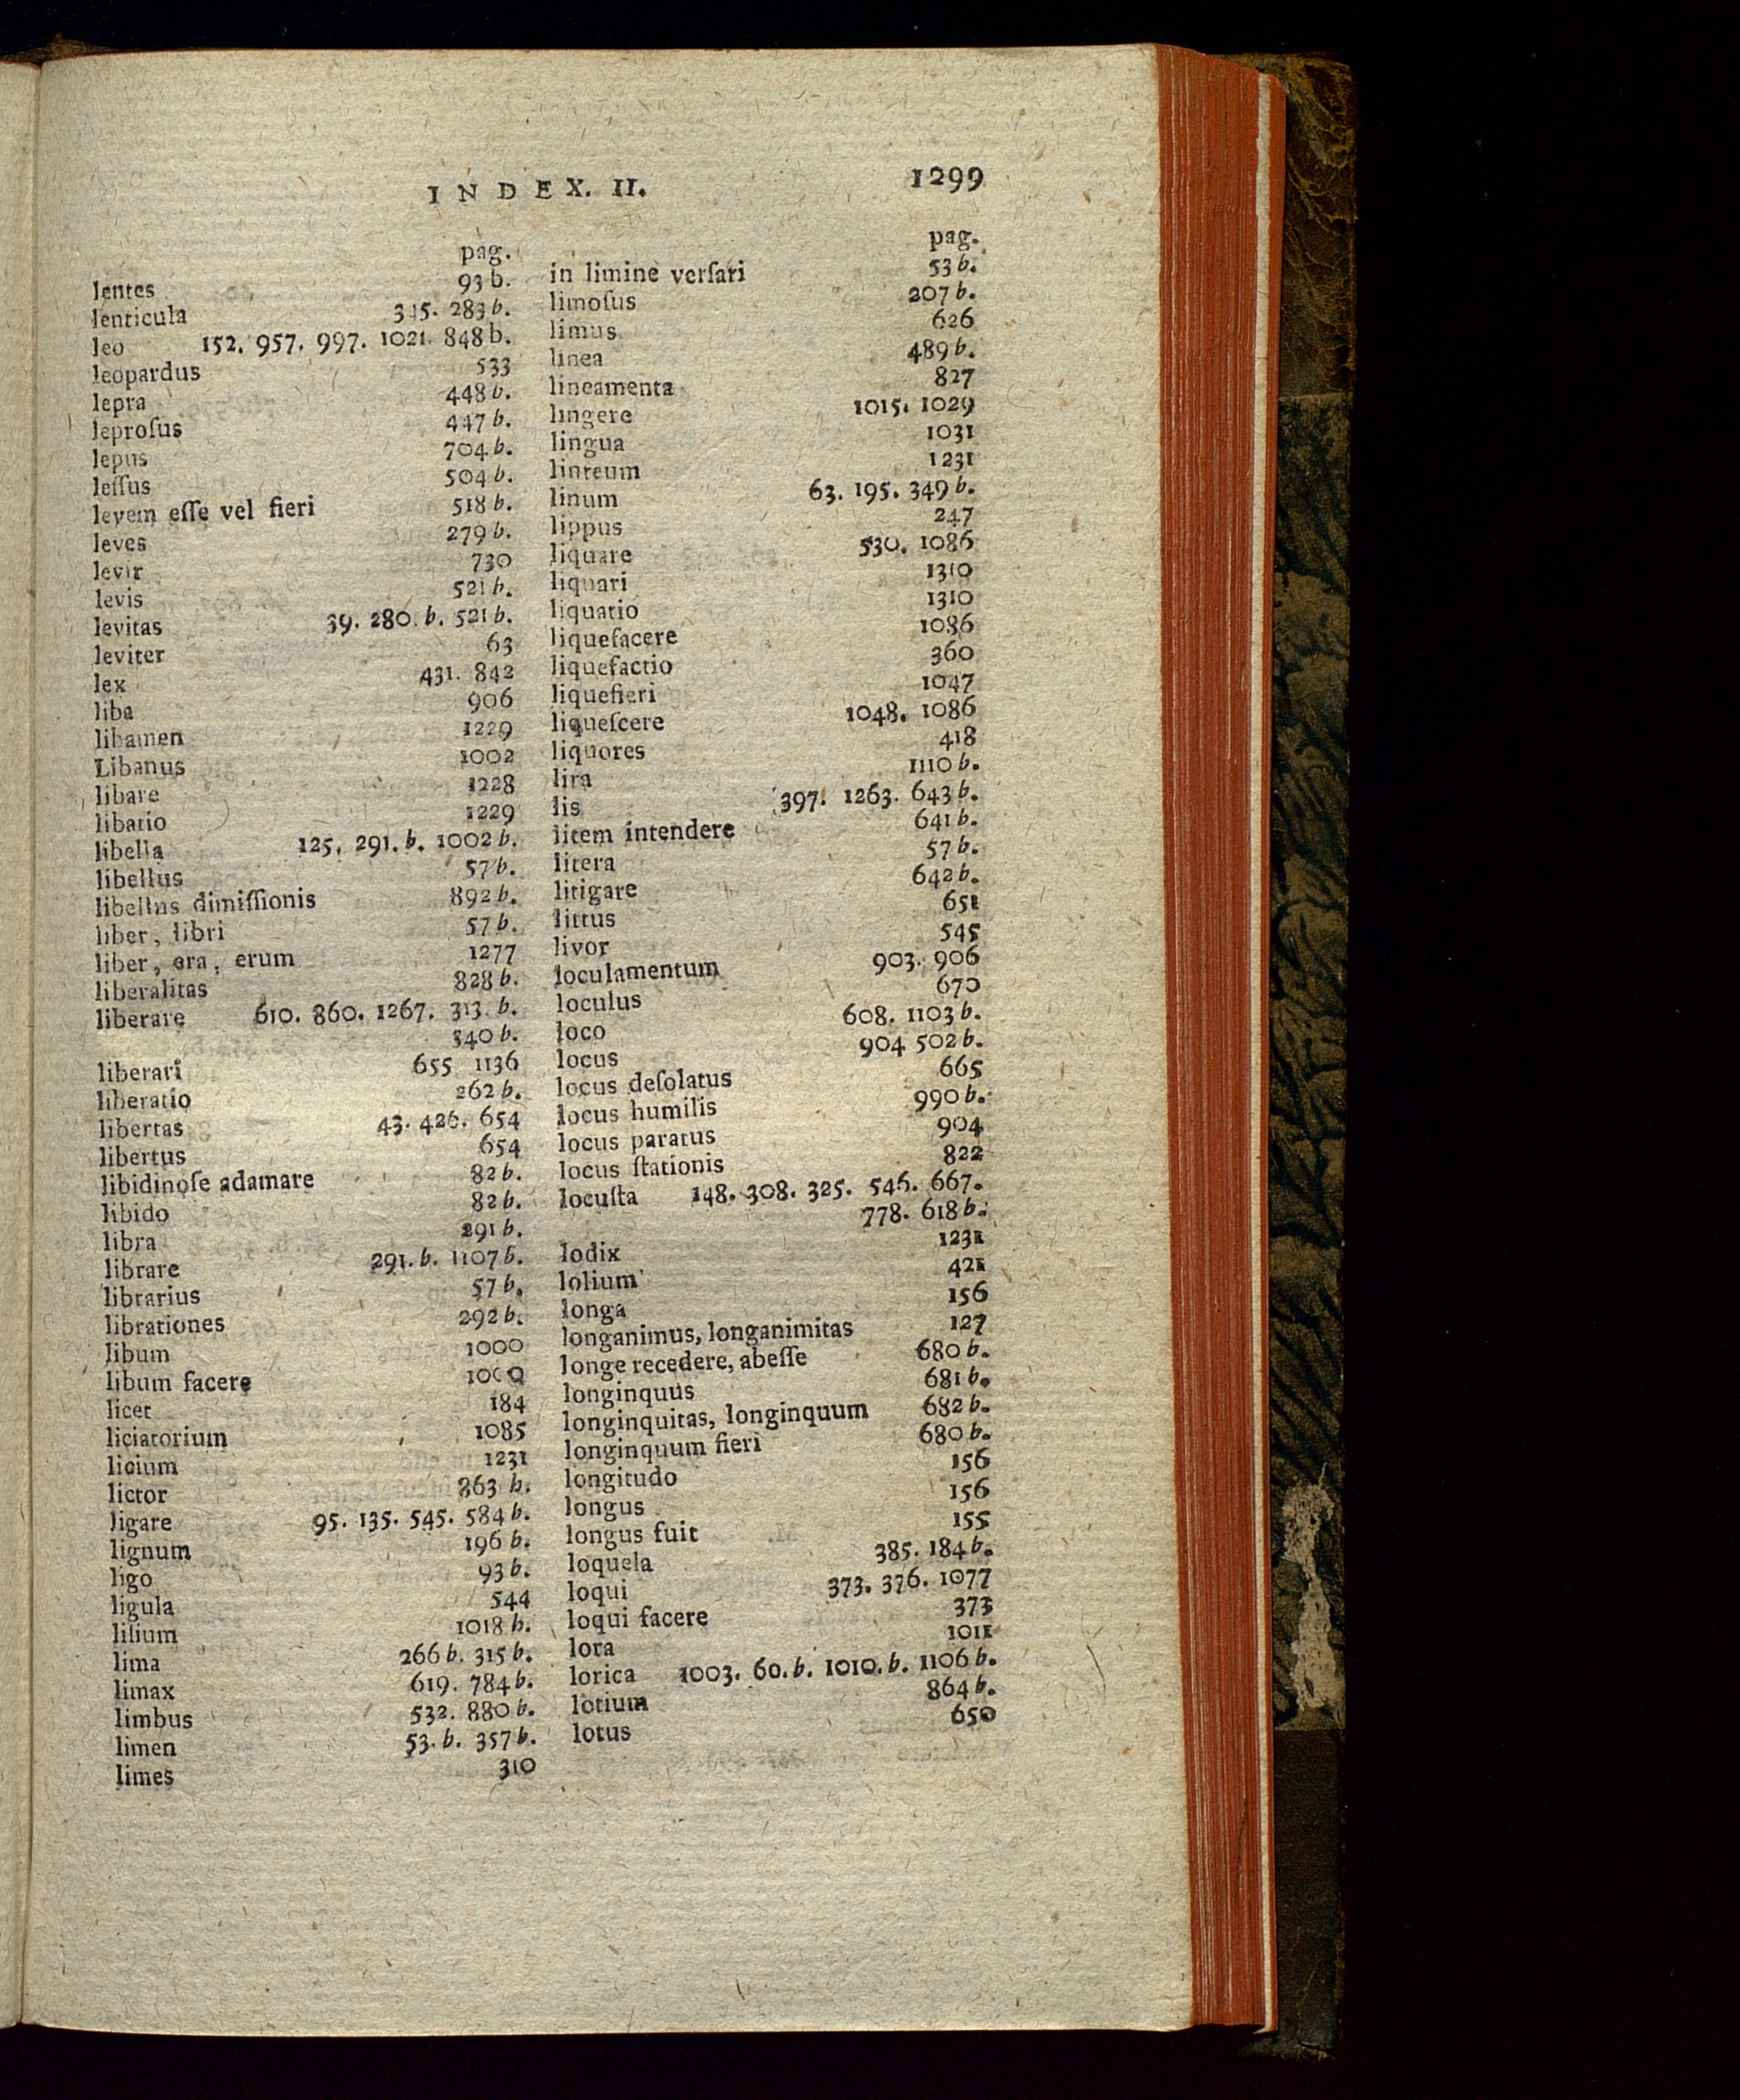 INDEX. II. 1299
pag.
lentes 93 b.
lenticula 345. 283 b.
leo 152. 957. 997. 1021. 848 b.
leopardus 533
lepra 448 b.
leproſus 447 b.
lepus 704 b.
leſſus 504 b.
levem eſſe vel fieri 518 b.
leves 279 b.
levir 730
levis 521 b.
levitas 39. 280. b. 521 b.
leviter 63
lex 431. 842
liba 906
libamen 1229
Libanus 1002
libare 1228
libatio 1229
libella 125. 291. b. 1002 b.
libellus 57 b.
libellus dimiſſionis 892 b.
liber, libri 57 b.
liber, era, erum 1277
liberalitas 828 b.
liberare 610. 860. 1267. 313. b.
340 b.
liberari 655 1136
liberatio 262 b.
libertas 43. 426. 654
libertus 654
libidinoſe adamare 82 b.
libido 82 b.
libra 291 b.
librare 291. b. 1107 b.
librarius 57 b.
librationes 292 b.
libum 1000
libum facere 1000
licet 184
liciatorium 1085
licium 1231
lictor 863 b.
ligare 95. 135. 545. 584 b.
lignum 196 b.
ligo 93 b.
ligula 544
lilium 1018 b.
lima 266 b. 315 b.
limax 619. 784 b.
limbus 532. 880 b.
limen 53. b. 357 b.
limes 310
pag.
in limine verſari 53 b.
limoſus 207 b.
limus 626
linea 489 b.
lineamenta 827
lingere 1015. 1029
lingua 1031
linteum 1231
linum 63. 195. 349 b.
lippus 247
liquare 530. 1086
liquari 1310
liquatio 1310
liquefacere 1086
liquefactio 360
liquefieri 1047
liqueſcere 1048. 1086
liquores 418
lira 1110 b.
lis 397. 1263. 643 b.
litem intendere 641 b.
litera 57 b.
litigare 642 b.
littus 651
livor 545
loculamentum 903. 906
loculus 670
loco 608. 1103 b.
locus 904 502 b.
locus deſolatus 665
locus humilis 990 b.
locus paratus 904
locus ſtationis 822
locuſta 148. 308. 325. 546. 667.
778. 618 b.
lodix 1231
lolium 421
longa 156
longanimus, longanimitas 127
longe recedere, abeſſe 680 b.
longinquus 681 b.
longinquitas, longinquum 682 b.
longinquum fieri 680 b.
longitudo 156
longus 156
longus fuit 155
loquela 385. 184 b.
loqui 373. 376. 1077
loqui facere 373
lora 1011
lorica 1003. 60. b. 1010. b. 1106 b.
lotium 864 b.
lotus 650